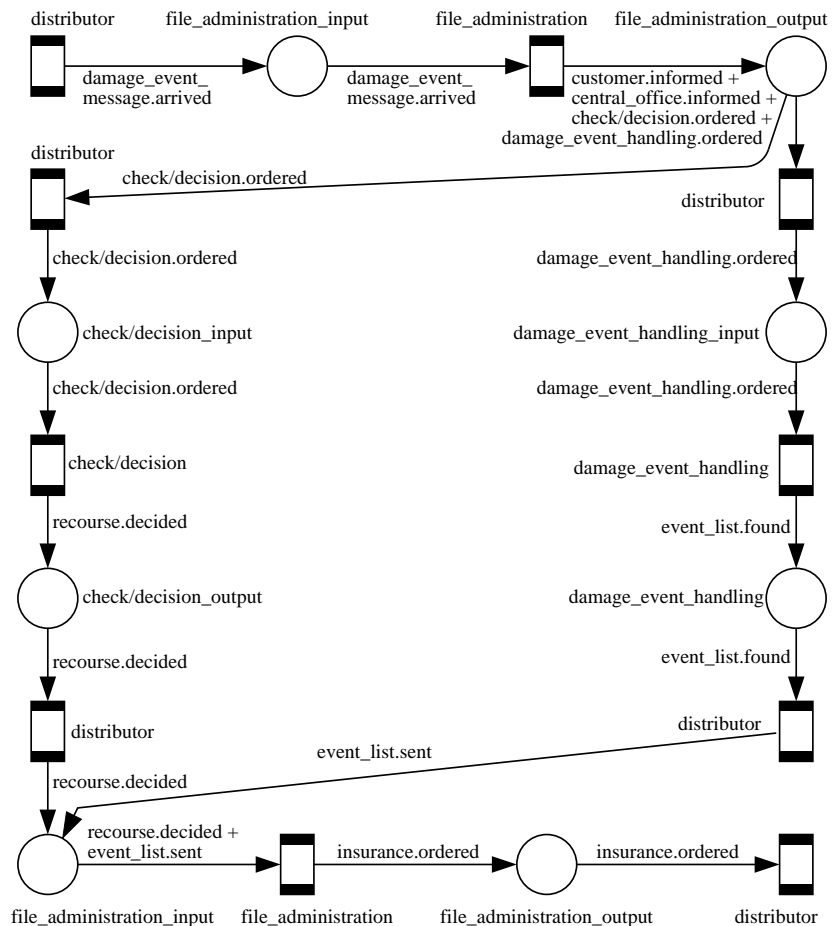 distributor
file_administration_input
file_administration
file_administration_output
damage_event_
message.arrived
damage_event_
message.arrived
customer.informed +
central_office.informed +
check/decision.ordered +
damage_event_handling.ordered
distributor
check/decision.ordered
distributor
check/decision.ordered
damage_event_handling.ordered
check/decision_input
damage_event_handling_input
check/decision.ordered
damage_event_handling.ordered
check/decision
damage_event_handling
recourse.decided
event_list.found
check/decision_output
damage_event_handling
recourse.decided
event_list.found
distributor
distributor
event_list.sent
recourse.decided
recourse.decided +
event_list.sent
insurance.ordered
insurance.ordered
file_administration_input
file_administration
file_administration_output
distributor